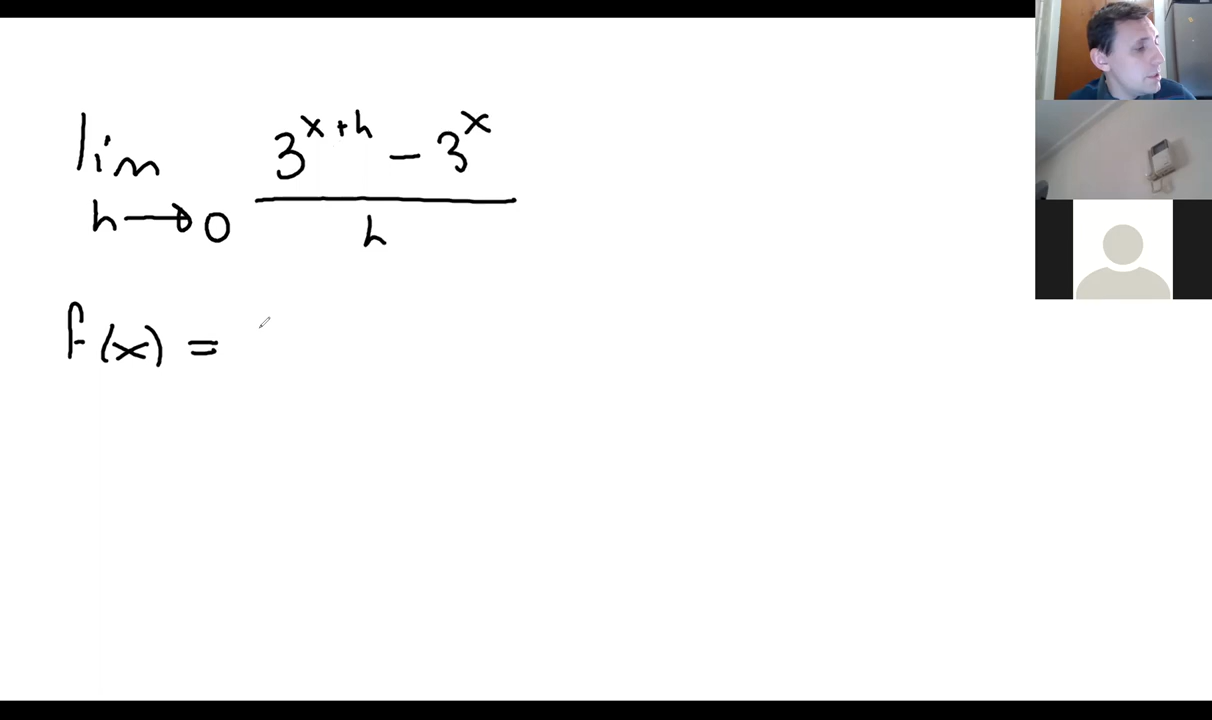 lim h→0 (3^(x+h) − 3^x) / h
f(x) =